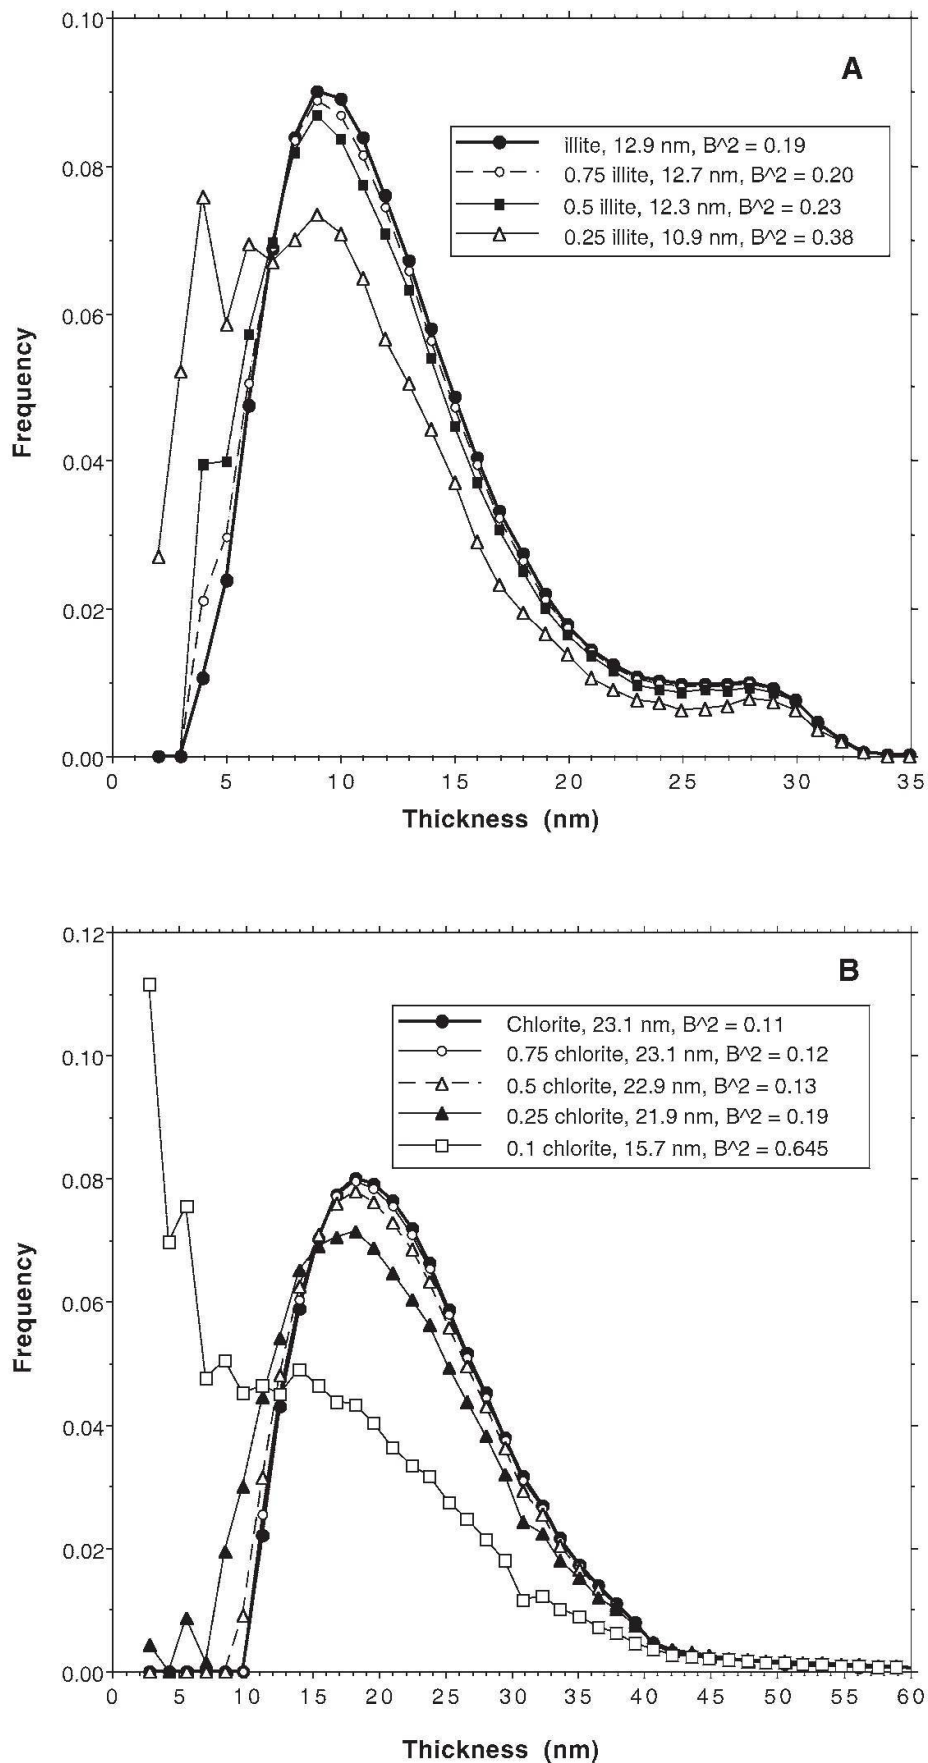 0.10
A
illite, 12.9 nm, B^2 = 0.19
0.75 illite, 12.7 nm, B^2 = 0.20
0.5 illite, 12.3 nm, B^2 = 0.23
0.25 illite, 10.9 nm, B^2 = 0.38
0.08
0.06
0.04
0.02
0.00
Frequency
0 5 10 15 20 25 30 35
Thickness (nm)
0.12
B
Chlorite, 23.1 nm, B^2 = 0.11
0.75 chlorite, 23.1 nm, B^2 = 0.12
0.5 chlorite, 22.9 nm, B^2 = 0.13
0.25 chlorite, 21.9 nm, B^2 = 0.19
0.1 chlorite, 15.7 nm, B^2 = 0.645
0.10
0.08
0.06
0.04
0.02
0.00
Frequency
0 5 10 15 20 25 30 35 40 45 50 55 60
Thickness (nm)